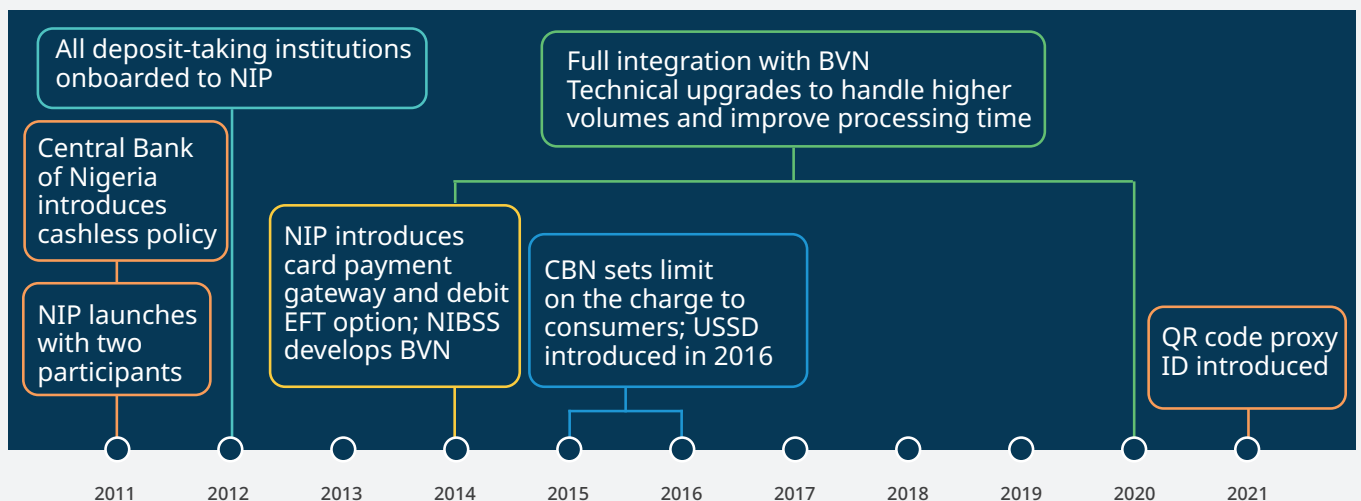 All deposit-taking institutions
onboarded to NIP
Full integration with BVN
Technical upgrades to handle higher
volumes and improve processing time
Central Bank
of Nigeria
introduces
cashless policy
NIP launches
with two
participants
NIP introduces
card payment
gateway and debit
EFT option; NIBSS
develops BVN
CBN sets limit
on the charge to
consumers; USSD
introduced in 2016
QR code proxy
ID introduced
2011 2012 2013 2014 2015 2016 2017 2018 2019 2020 2021